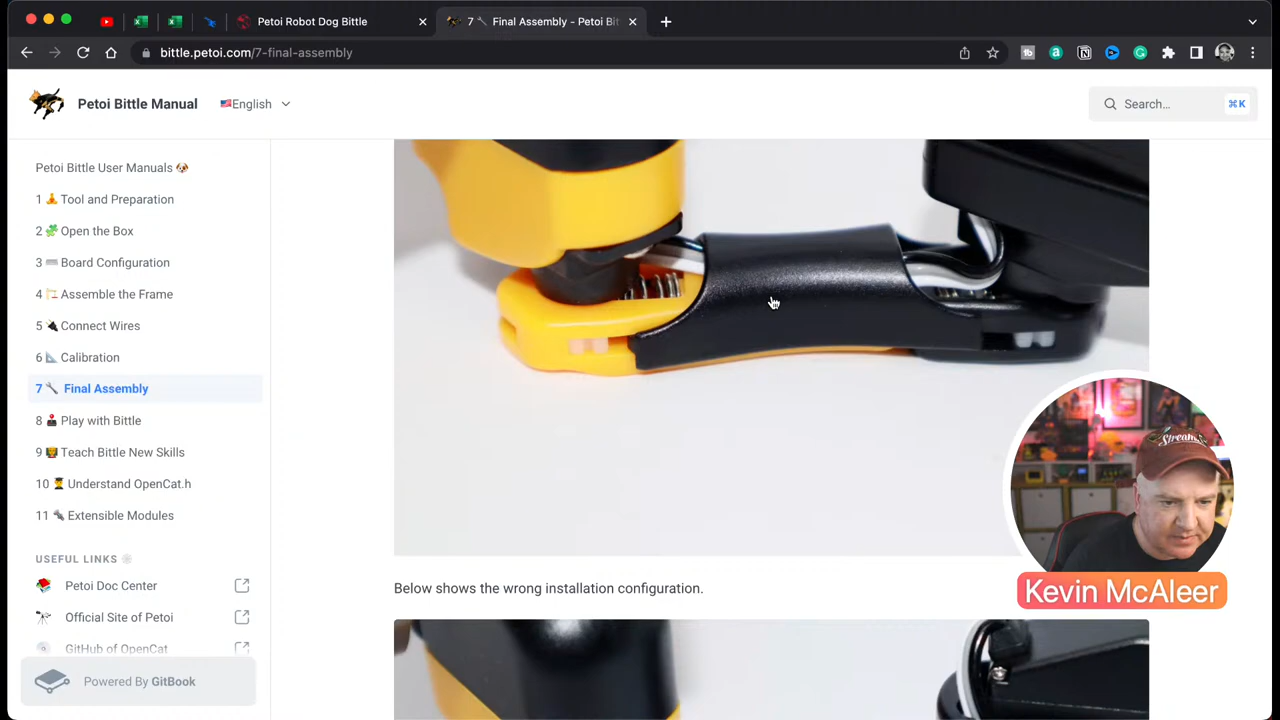 Petoi Robot Dog Bittle
7 Final Assembly - Petoi Bit
bittle.petoi.com/7-final-assembly
Petoi Bittle Manual
English
Search...
⌘K
Petoi Bittle User Manuals
1 Tool and Preparation
2 Open the Box
3 Board Configuration
4 Assemble the Frame
5 Connect Wires
6 Calibration
7 Final Assembly
8 Play with Bittle
9 Teach Bittle New Skills
10 Understand OpenCat.h
11 Extensible Modules
USEFUL LINKS
Petoi Doc Center
Official Site of Petoi
GitHub of OpenCat
Powered By GitBook
Below shows the wrong installation configuration.
Kevin McAleer